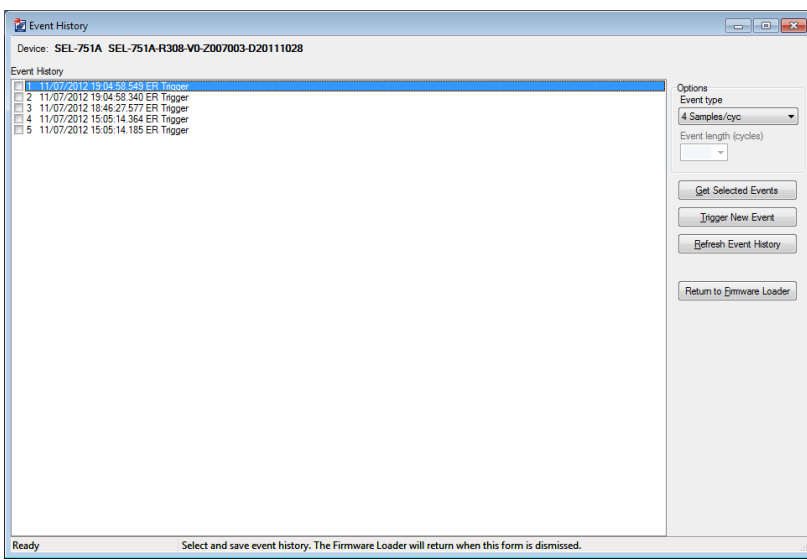 Event History
Device: SEL-751A SEL-751A-R308-V0-Z007003-D20111028
Event History
1 11/07/2012 19:04:58.549 ER Trigger
2 11/07/2012 19:04:58.340 ER Trigger
3 11/07/2012 18:46:27.577 ER Trigger
4 11/07/2012 15:05:14.364 ER Trigger
5 11/07/2012 15:05:14.185 ER Trigger
Options
Event type
4 Samples/cyc
Event length (cycles)
Get Selected Events
Trigger New Event
Refresh Event History
Return to Firmware Loader
Ready
Select and save event history. The Firmware Loader will return when this form is dismissed.